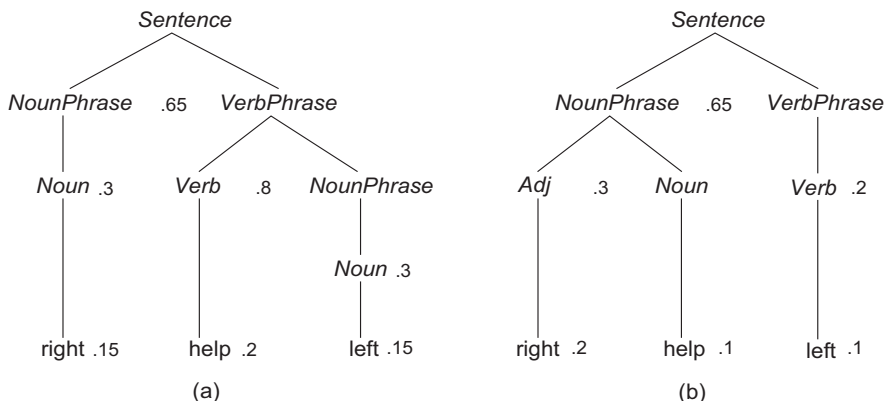 Sentence
NounPhrase .65 VerbPhrase
Noun .3 Verb .8 NounPhrase
Noun .3
right .15 help .2 left .15
(a)
Sentence
NounPhrase .65 VerbPhrase
Adj .3 Noun Verb .2
right .2 help .1 left .1
(b)